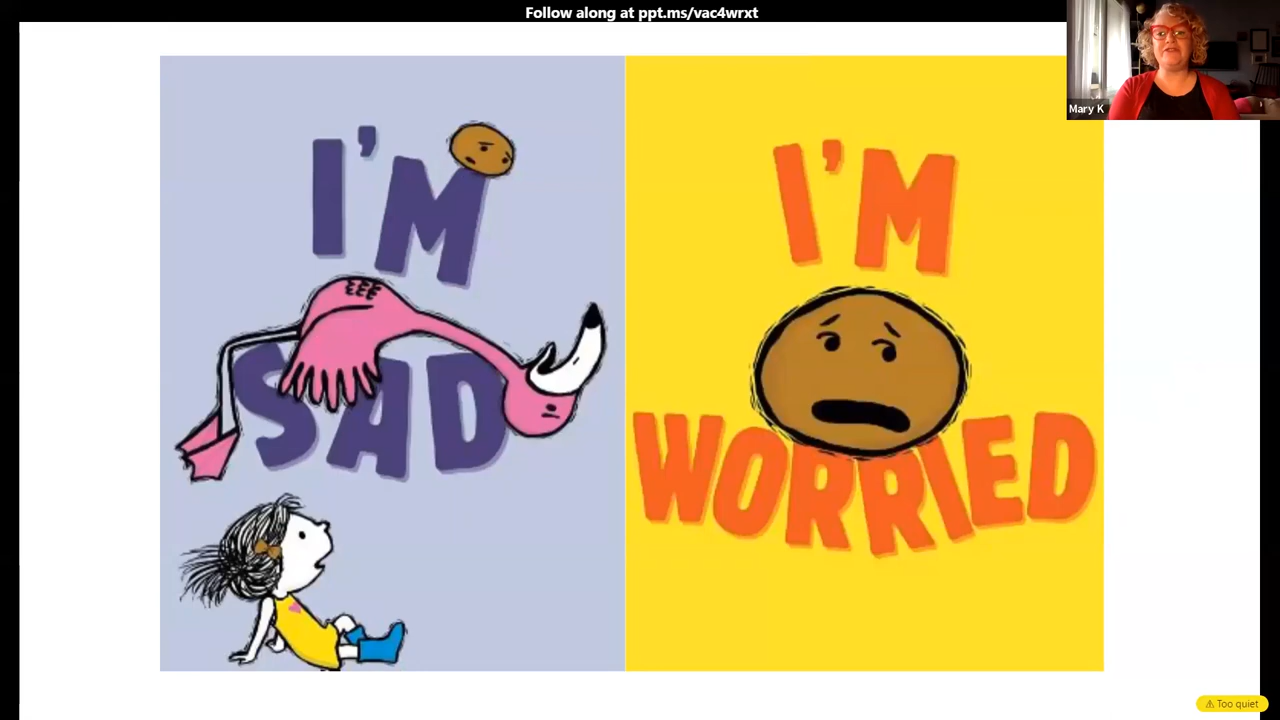 Follow along at ppt.ms/vac4wrxt
Mary K
I'M
SAD
I'M
WORRIED
⚠ Too quiet